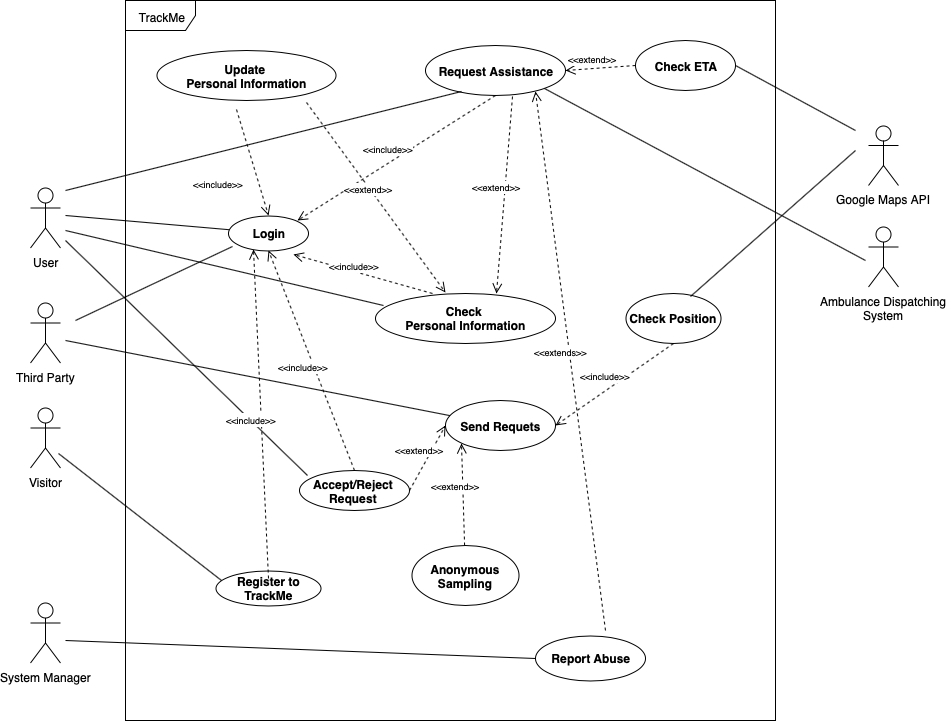 TrackMe
Update
Personal Information
Request Assistance
<<extend>>
Check ETA
<<include>>
<<include>>
<<extend>>
<<extend>>
Google Maps API
Login
User
<<include>>
Check
Personal Information
Check Position
Ambulance Dispatching
System
<<extends>>
<<include>>
<<include>>
Third Party
<<include>>
Send Requets
<<extend>>
Visitor
Accept/Reject
Request
<<extend>>
Anonymous
Sampling
Register to
TrackMe
Report Abuse
System Manager